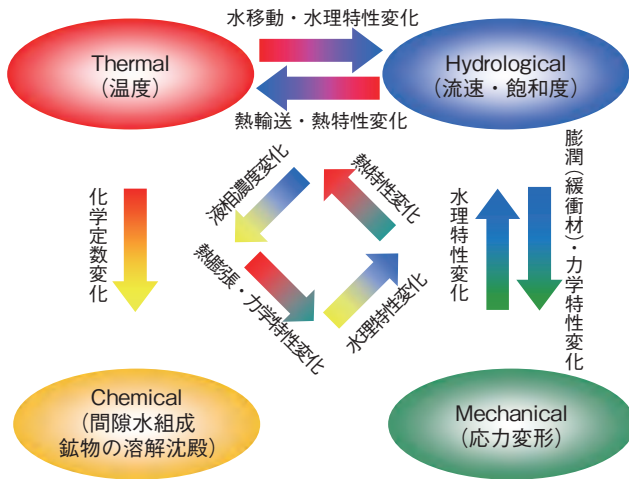 水移動・水理特性変化
Thermal
（温度）
Hydrological
（流速・飽和度）
熱輸送・熱特性変化
化学定数変化
液相濃度変化
熱特性変化
熱膨張・力学特性変化
水理特性変化
水理特性変化
膨潤（緩衝材）・力学特性変化
Chemical
（間隙水組成
鉱物の溶解沈殿）
Mechanical
（応力変形）